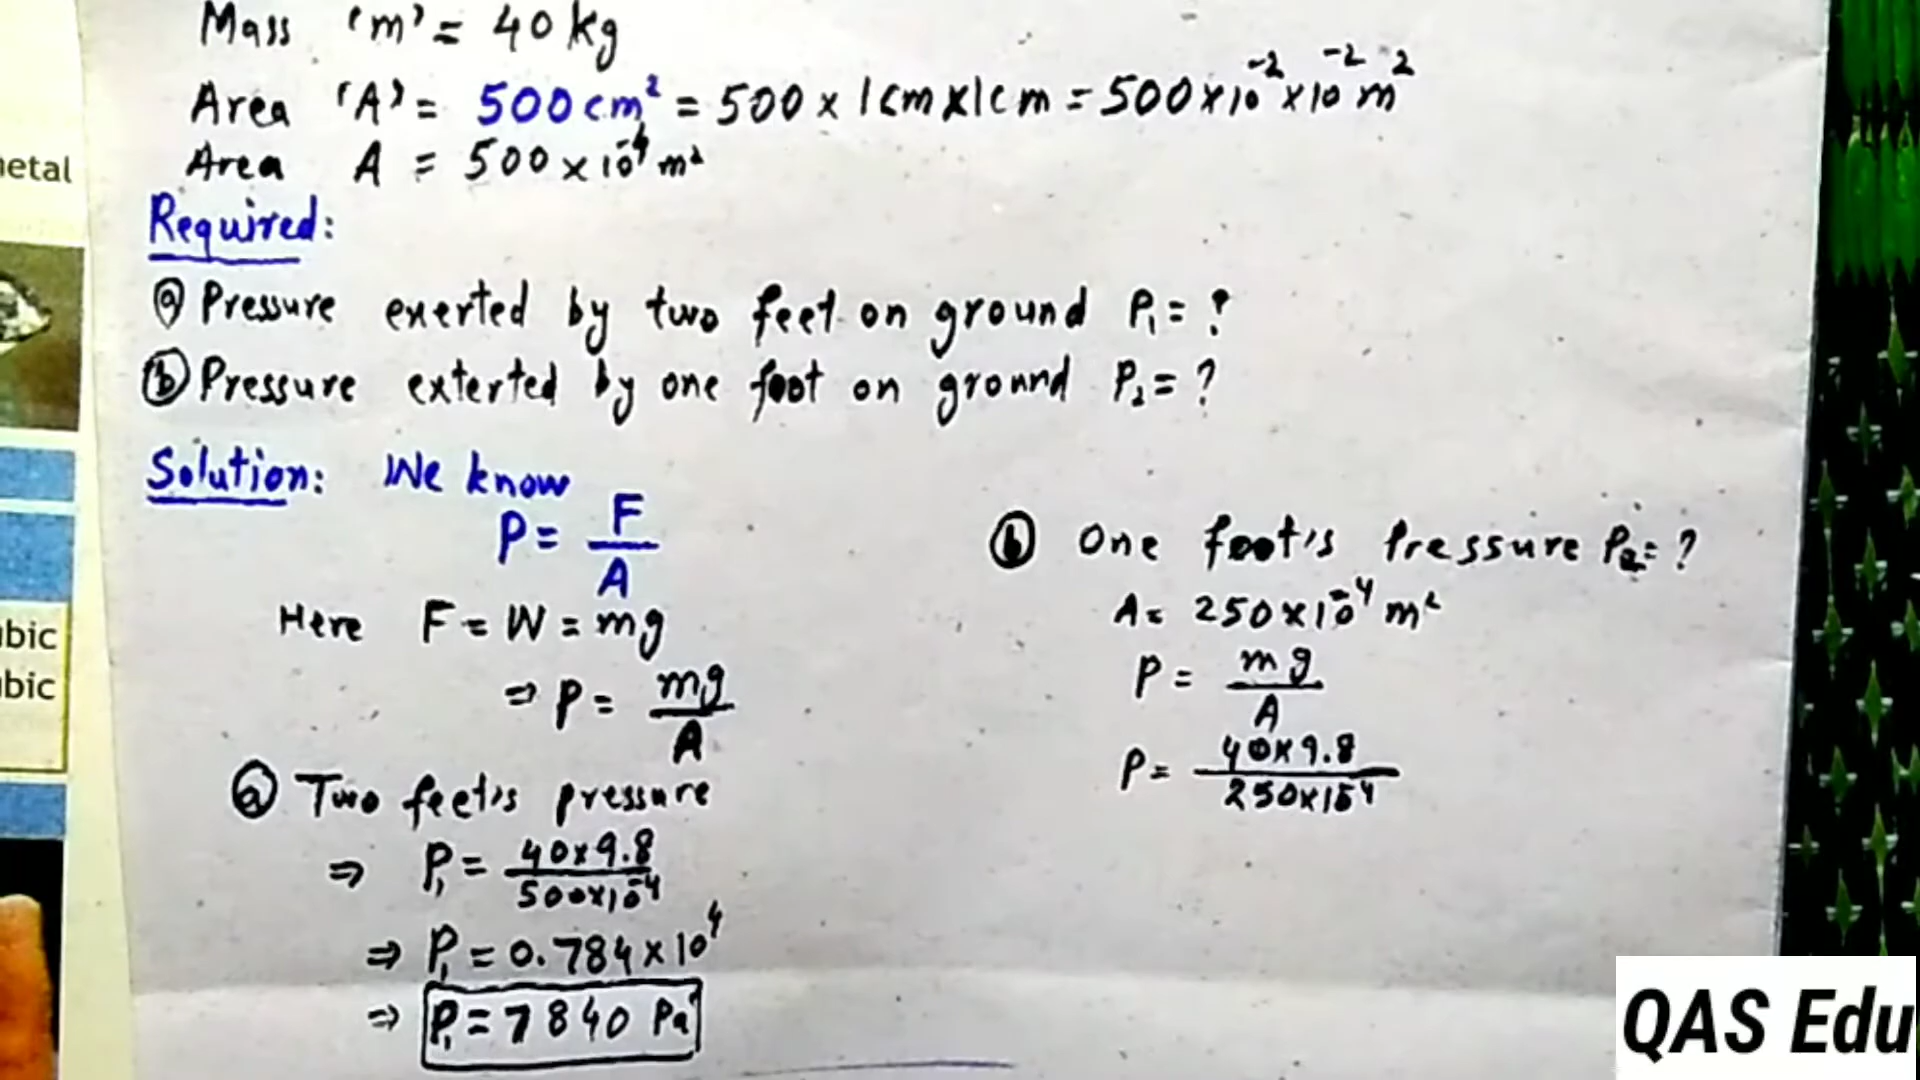 Mass 'm' = 40 kg
Area 'A' = 500 cm² = 500 × 1cm×1cm = 500×10⁻²×10⁻² m²
Area A = 500 × 10⁻⁴ m²
Required:
ⓐ Pressure exerted by two feet on ground P₁ = ?
ⓑ Pressure exterted by one foot on ground P₂ = ?
Solution: We know
P = F/A
Here F = W = mg
⇒ P = mg/A
ⓐ Two feet's pressure
⇒ P₁ = 40×9.8/500×10⁻⁴
⇒ P₁ = 0.784 × 10⁴
⇒ P₁ = 7840 Pa
ⓑ One foot's Pressure P₂ = ?
A = 250×10⁻⁴ m²
P = mg/A
P = 40×9.8/250×10⁻⁴
etal
bic
bic
QAS Edu